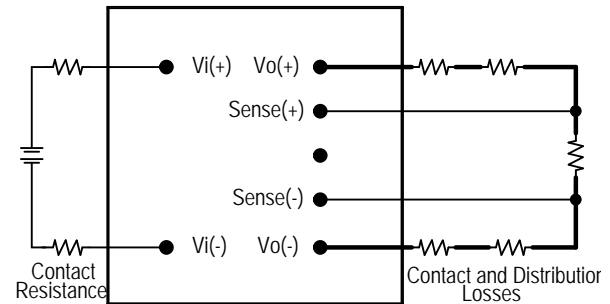 Vi(+) Vo(+)
Sense(+)
Sense(-)
Vi(-) Vo(-)
Contact
Resistance
Contact and Distribution
Losses